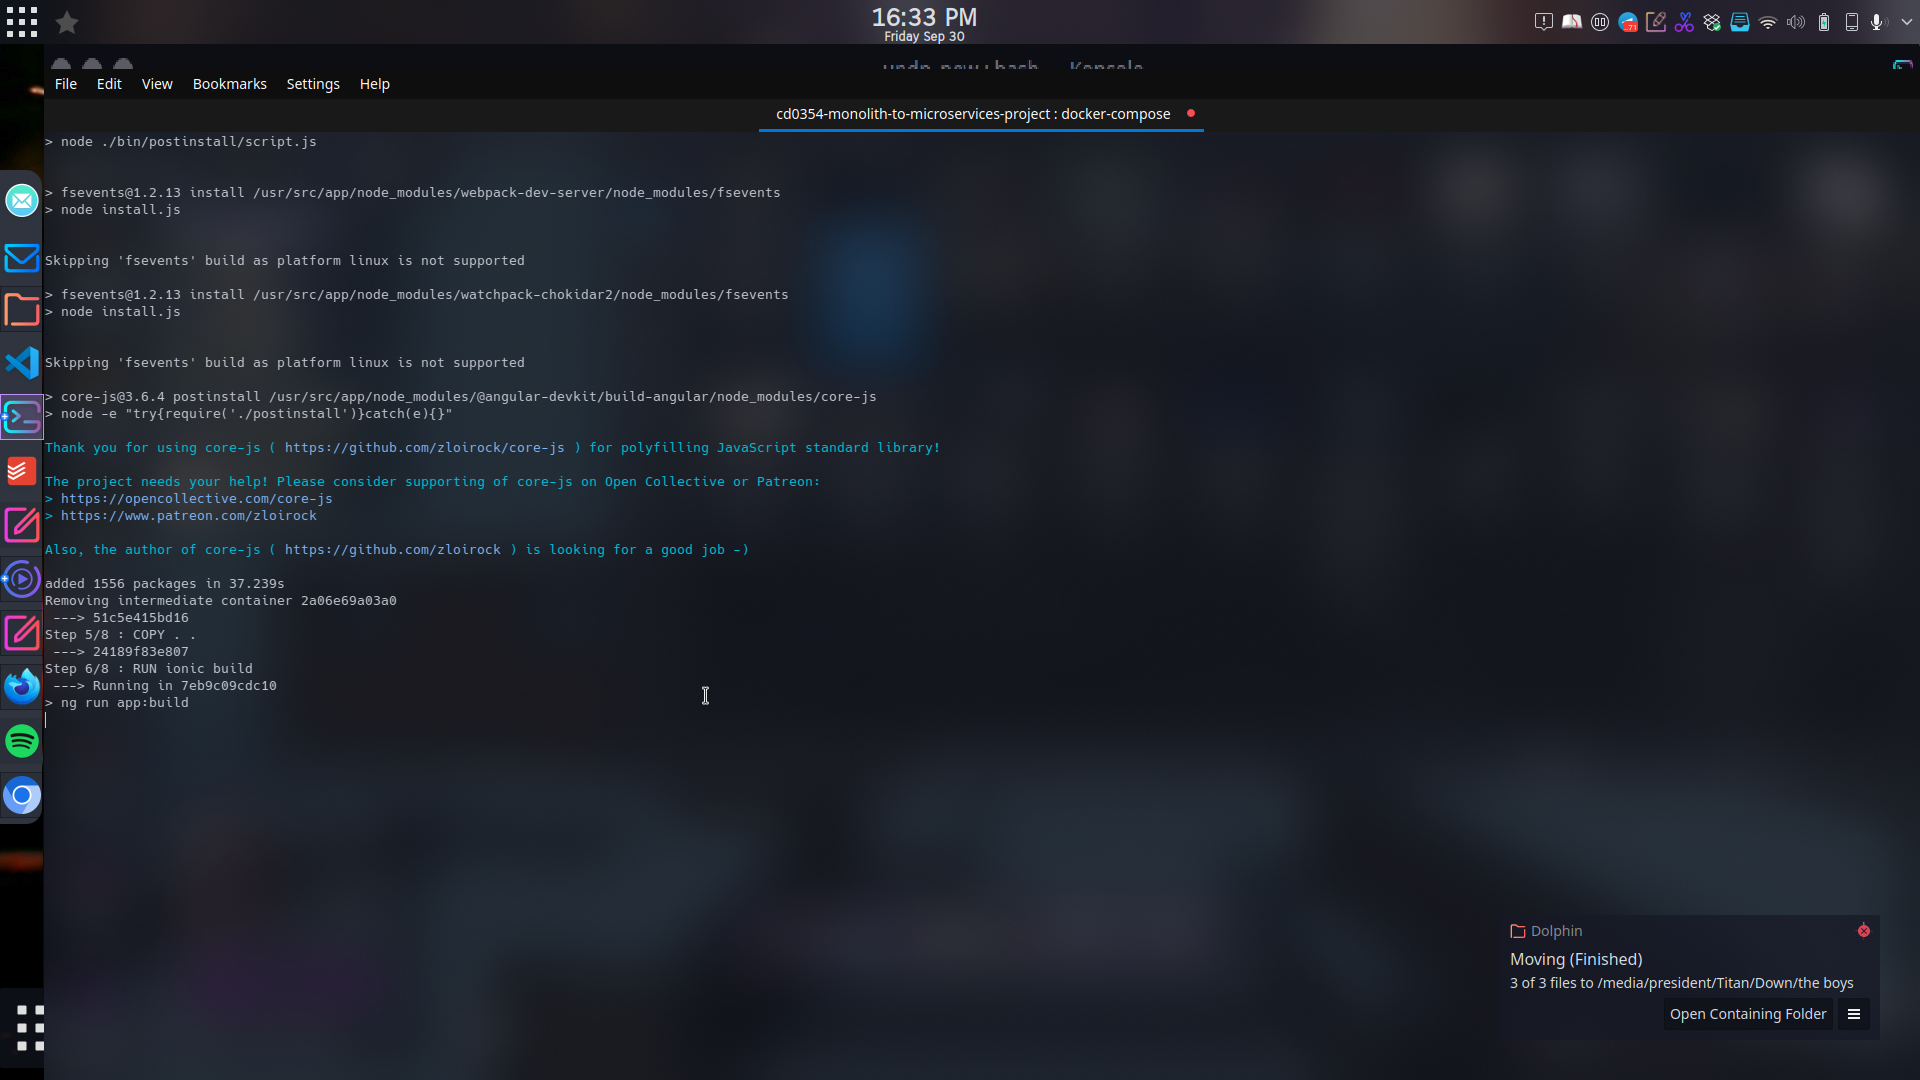 16:33 PM
Friday Sep 30
File Edit View Bookmarks Settings Help
cd0354-monolith-to-microservices-project : docker-compose
> node ./bin/postinstall/script.js
> fsevents@1.2.13 install /usr/src/app/node_modules/webpack-dev-server/node_modules/fsevents
> node install.js
Skipping 'fsevents' build as platform linux is not supported
> fsevents@1.2.13 install /usr/src/app/node_modules/watchpack-chokidar2/node_modules/fsevents
> node install.js
Skipping 'fsevents' build as platform linux is not supported
> core-js@3.6.4 postinstall /usr/src/app/node_modules/@angular-devkit/build-angular/node_modules/core-js
> node -e "try{require('./postinstall')}catch(e){}"
Thank you for using core-js ( https://github.com/zloirock/core-js ) for polyfilling JavaScript standard library!
The project needs your help! Please consider supporting of core-js on Open Collective or Patreon:
> https://opencollective.com/core-js
> https://www.patreon.com/zloirock
Also, the author of core-js ( https://github.com/zloirock ) is looking for a good job -)
added 1556 packages in 37.239s
Removing intermediate container 2a06e69a03a0
---> 51c5e415bd16
Step 5/8 : COPY . .
---> 24189f83e807
Step 6/8 : RUN ionic build
---> Running in 7eb9c09cdc10
> ng run app:build
Dolphin
Moving (Finished)
3 of 3 files to /media/president/Titan/Down/the boys
Open Containing Folder